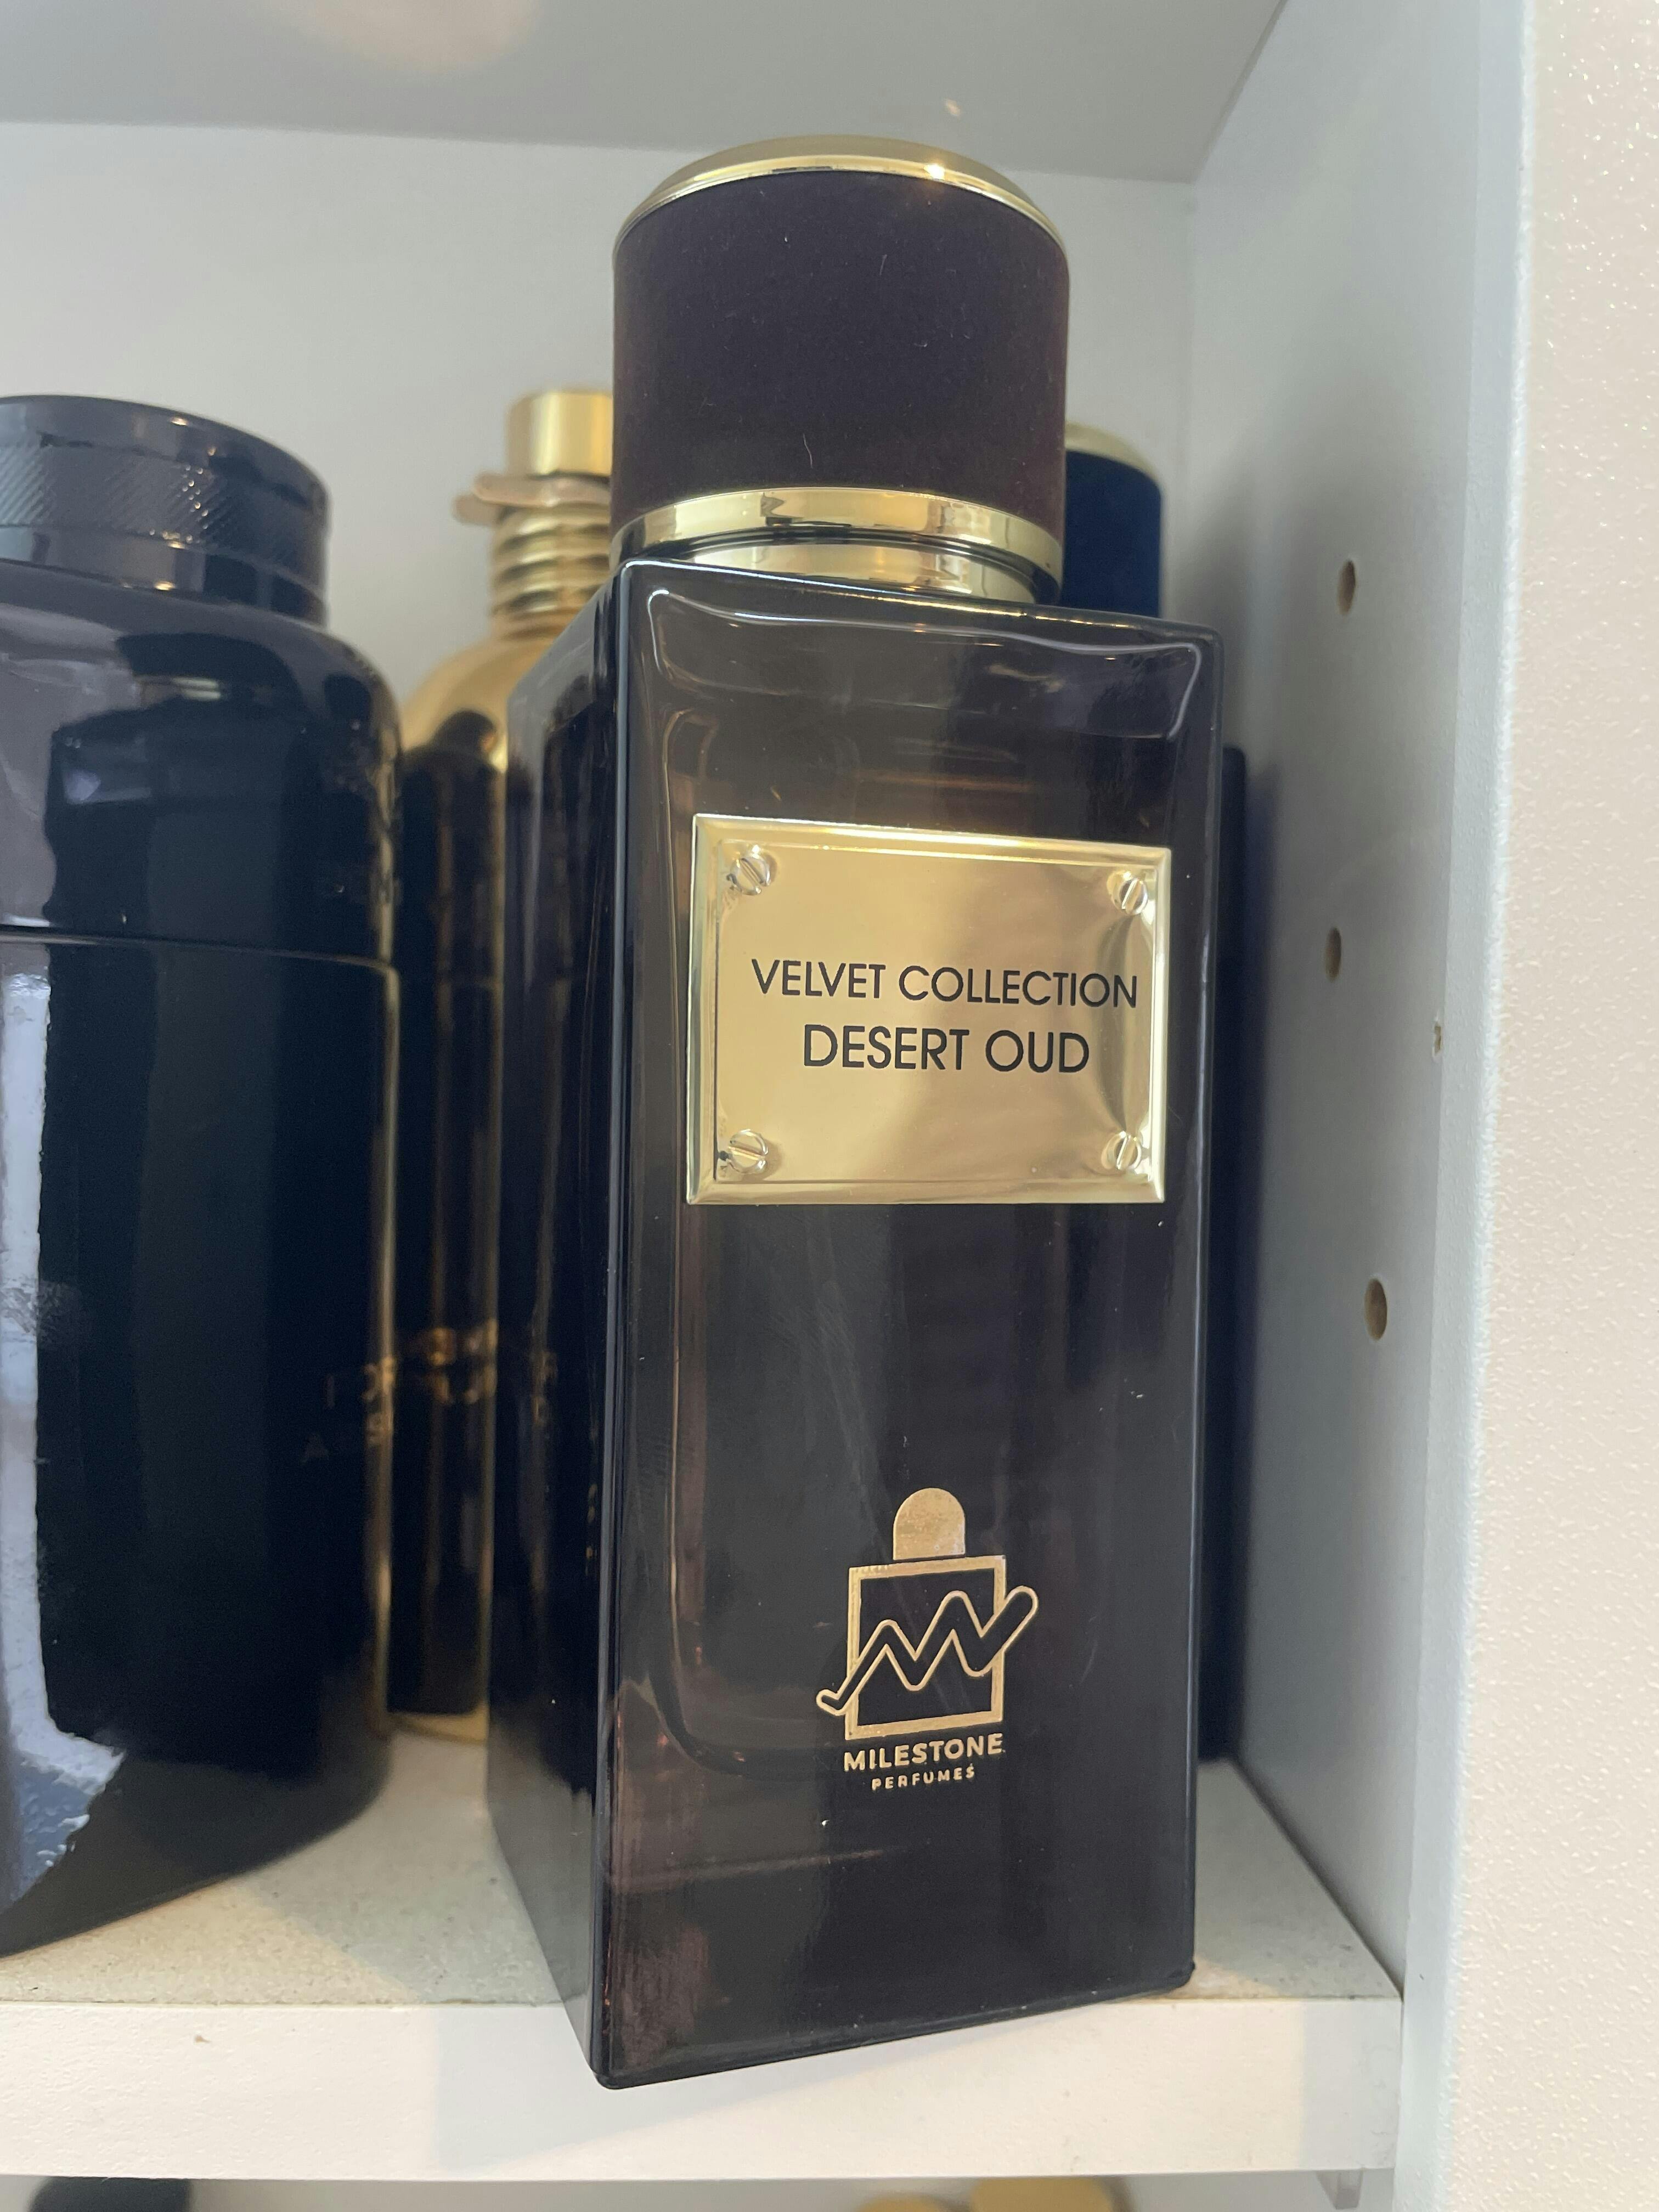 VELVET COLLECTION
DESERT OUD
MILESTONE
PERFUMES